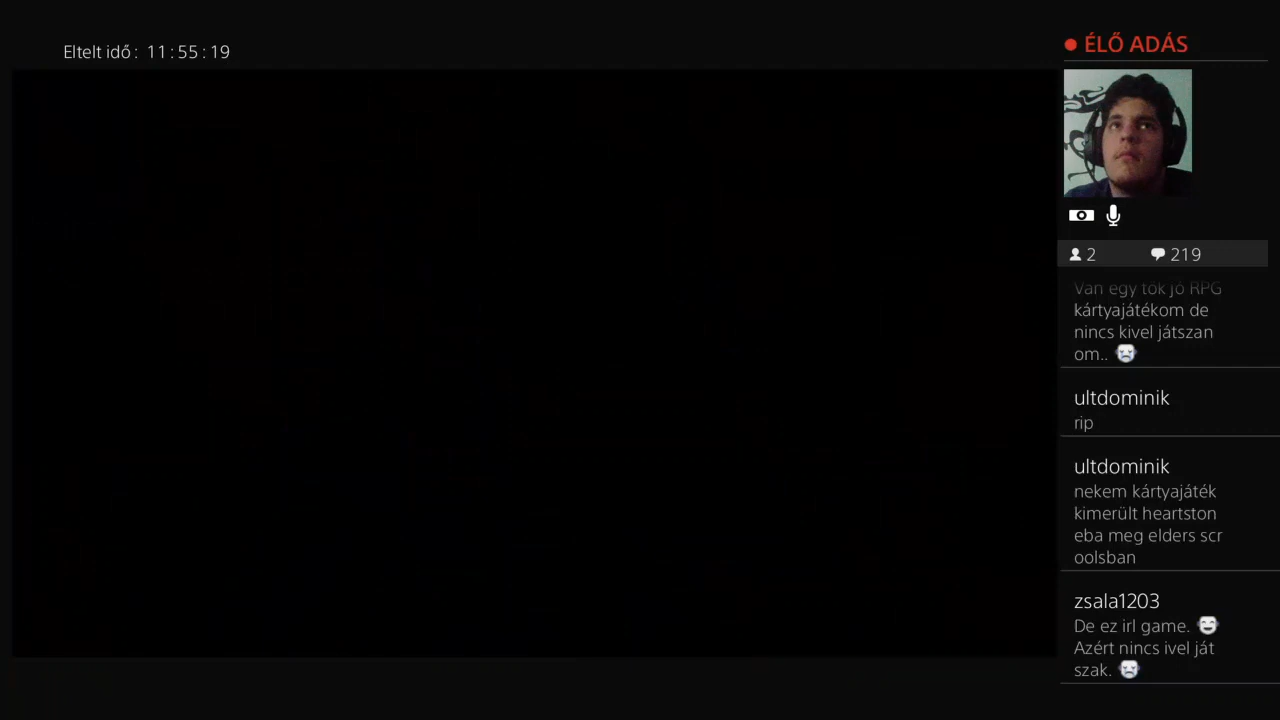 Eltelt idő: 11:55:19
ÉLŐ ADÁS
2 219
Van egy tök jó RPG
kártyajátékom de
nincs kivel játszan
om..
ultdominik
rip
ultdominik
nekem kártyajáték
kimerült heartston
eba meg elders scr
oolsban
zsala1203
De ez irl game.
Azért nincs ivel ját
szak.